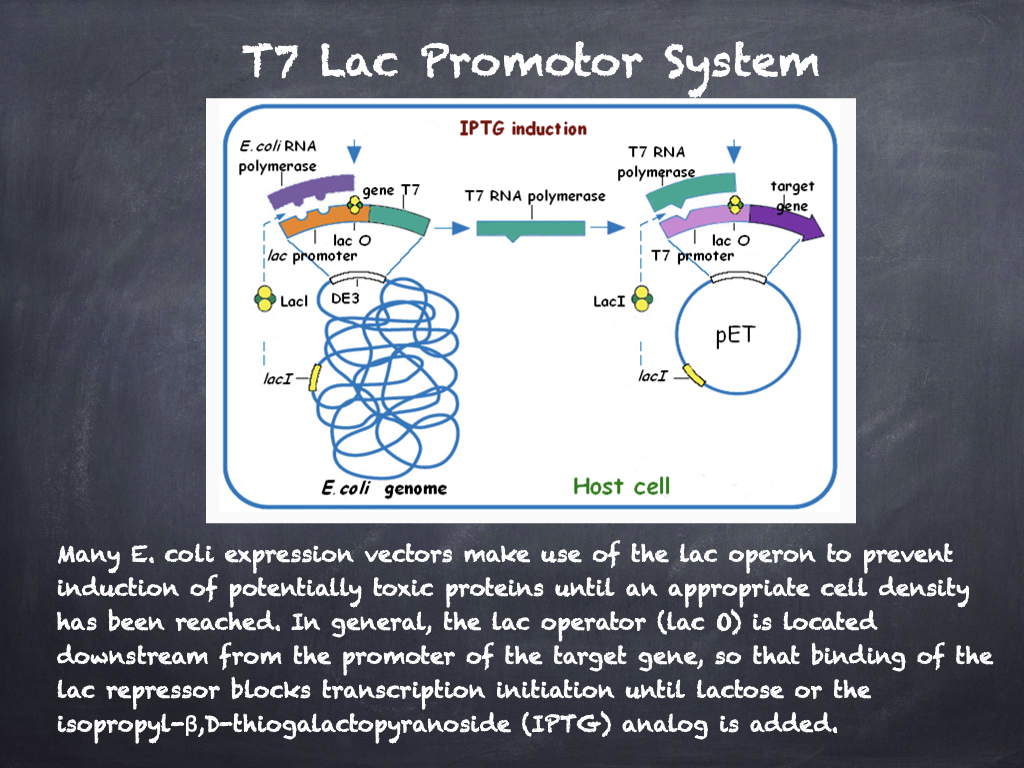 T7 Lac Promotor System
IPTG induction
E.coli RNA
polymerase
gene T7
lac O
lac promoter
LacI
DE3
lacI
E.coli genome
T7 RNA polymerase
T7 RNA
polymerase
target
gene
lac O
T7 prmoter
LacI
pET
lacI
Host cell
Many E. coli expression vectors make use of the lac operon to prevent
induction of potentially toxic proteins until an appropriate cell density
has been reached. In general, the lac operator (lac O) is located
downstream from the promoter of the target gene, so that binding of the
lac repressor blocks transcription initiation until lactose or the
isopropyl-β,D-thiogalactopyranoside (IPTG) analog is added.